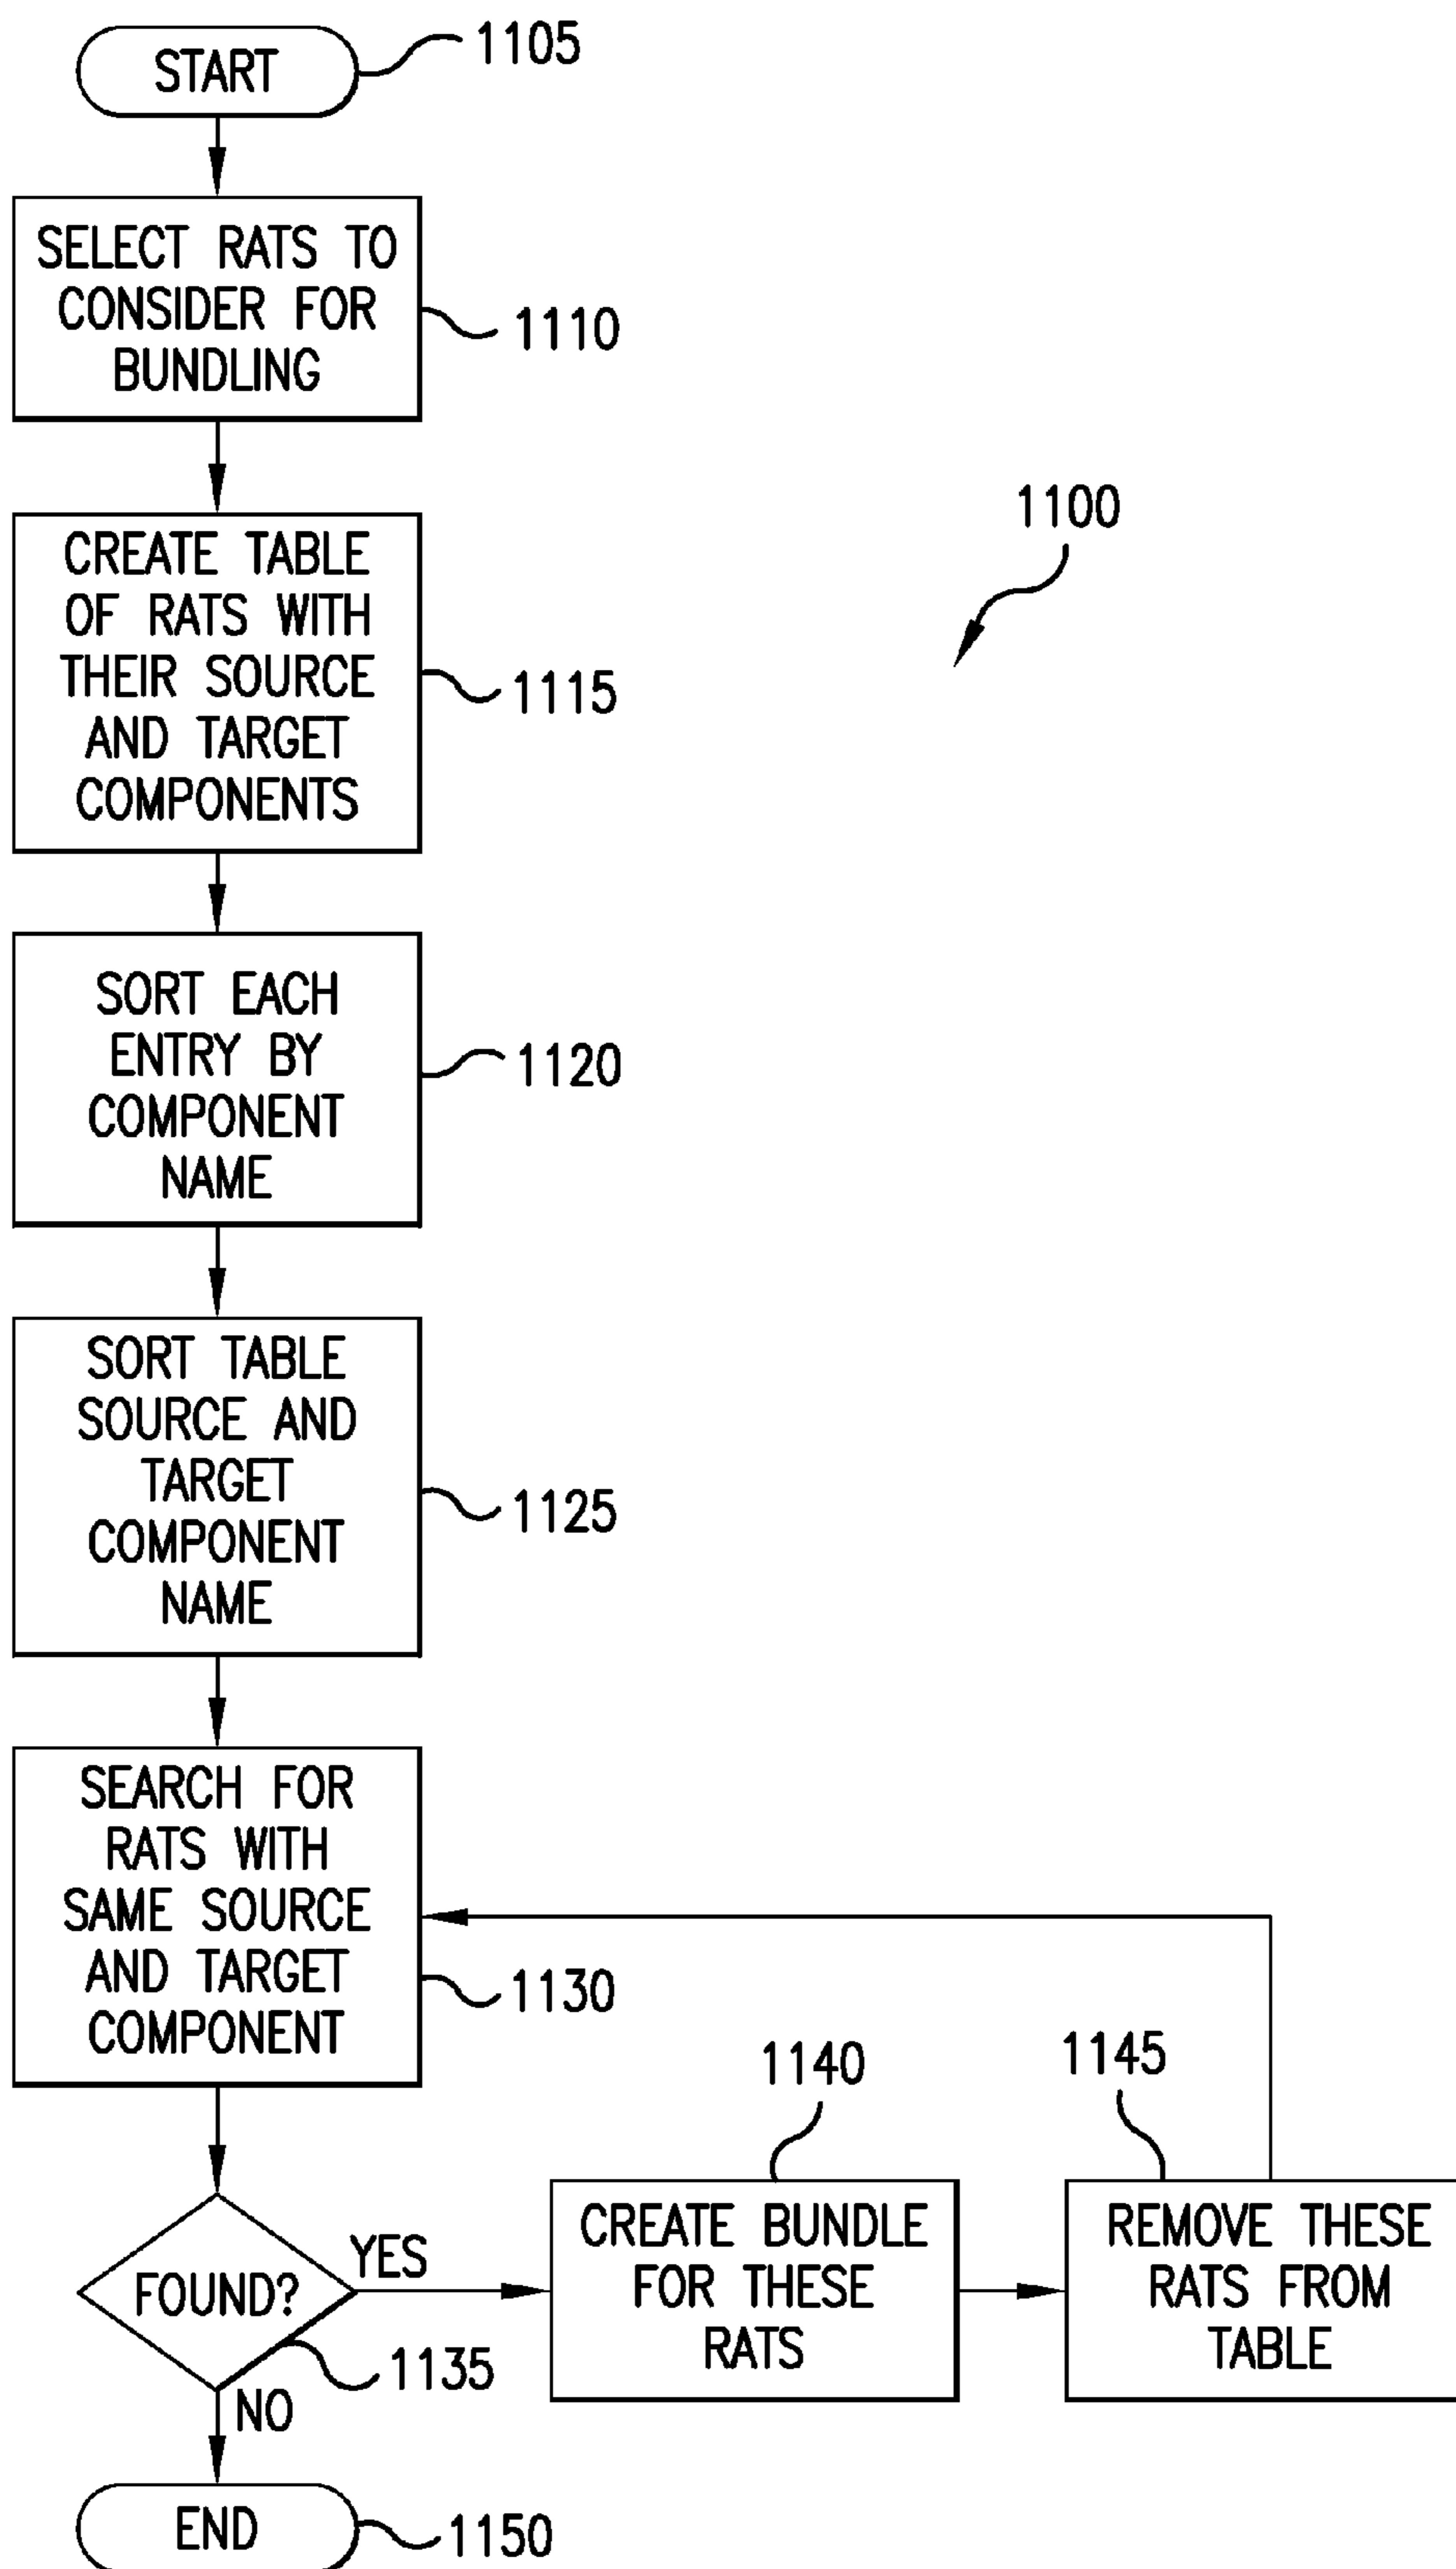 START
1105
SELECT RATS TO
CONSIDER FOR
BUNDLING
1110
1100
CREATE TABLE
OF RATS WITH
THEIR SOURCE
AND TARGET
COMPONENTS
1115
SORT EACH
ENTRY BY
COMPONENT
NAME
1120
SORT TABLE
SOURCE AND
TARGET
COMPONENT
NAME
1125
SEARCH FOR
RATS WITH
SAME SOURCE
AND TARGET
COMPONENT
1130
FOUND?
YES
1135
NO
1140
CREATE BUNDLE
FOR THESE
RATS
1145
REMOVE THESE
RATS FROM
TABLE
END
1150